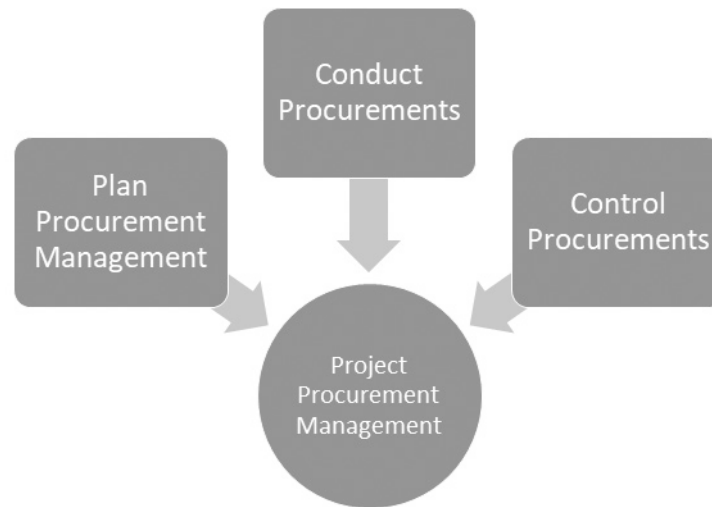 Conduct
Procurements
Plan
Procurement
Management
Control
Procurements
Project
Procurement
Management